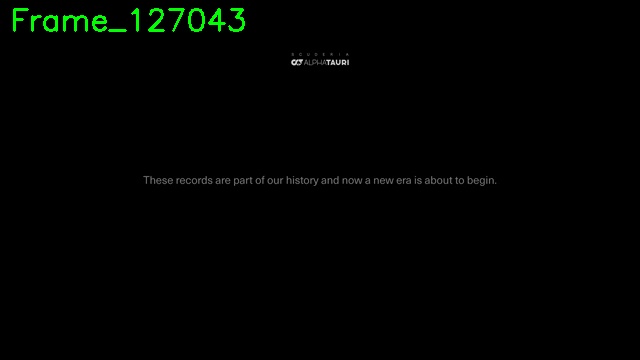 Frame_127043
SCUDERIA
ALPHATAURI
These records are part of our history and now a new era is about to begin.